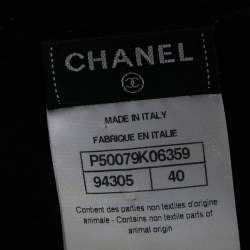 CHANEL
MADE IN ITALY
FABRIQUE EN ITALIE
P50079K06359
94305 40
Contient des parties non textiles d'origine
animale - Contains non textile parts of
animal origin